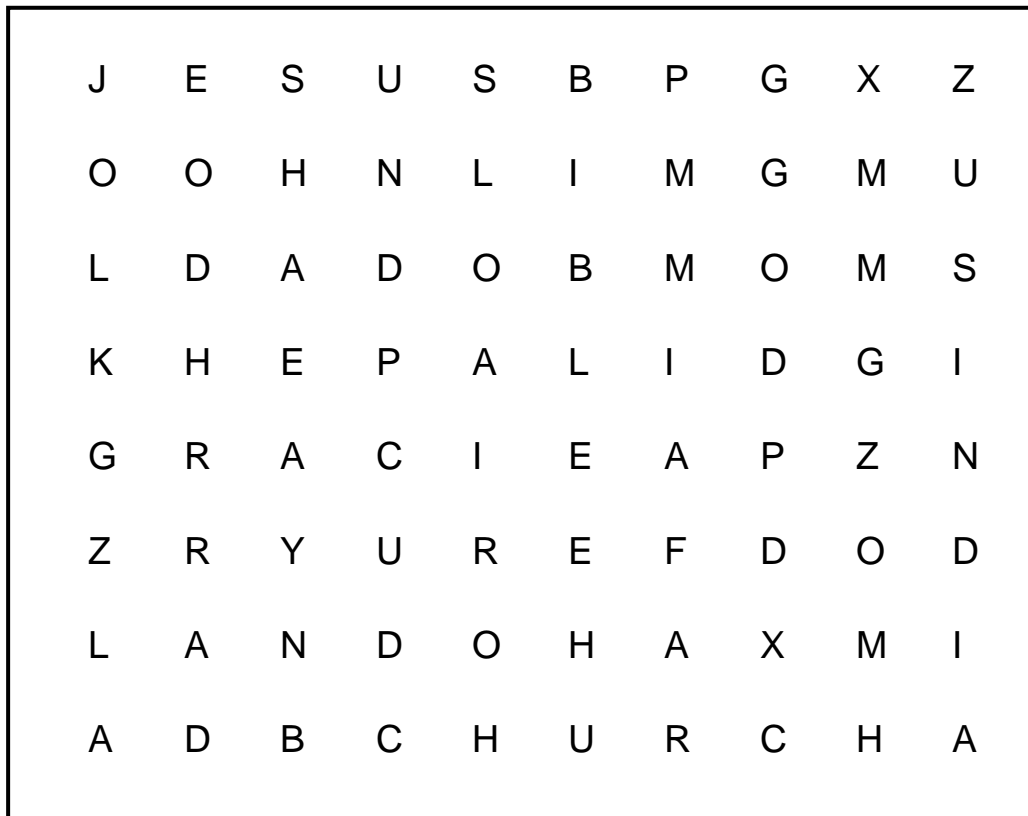 J E S U S B P G X Z
O O H N L I M G M U
L D A D O B M O M S
K H E P A L I D G I
G R A C I E A P Z N
Z R Y U R E F D O D
L A N D O H A X M I
A D B C H U R C H A